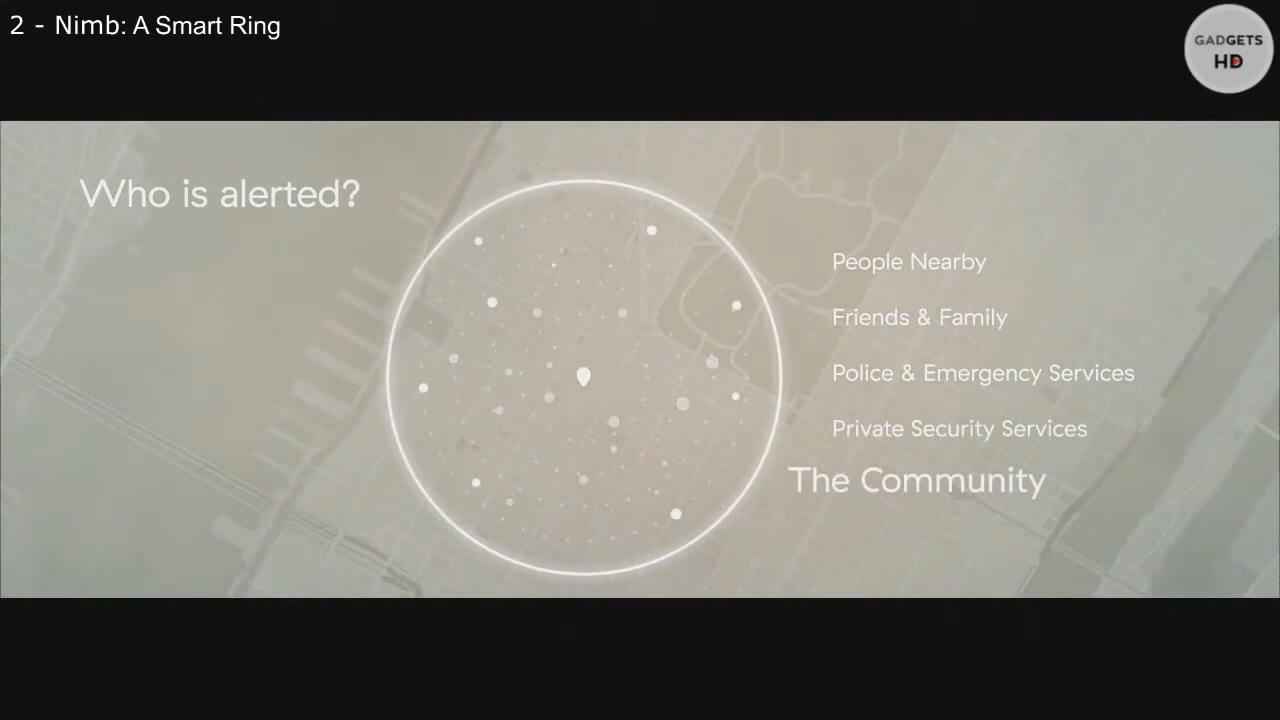 2 - Nimb: A Smart Ring
GADGETS
HD
Who is alerted?
People Nearby
Friends & Family
Police & Emergency Services
Private Security Services
The Community